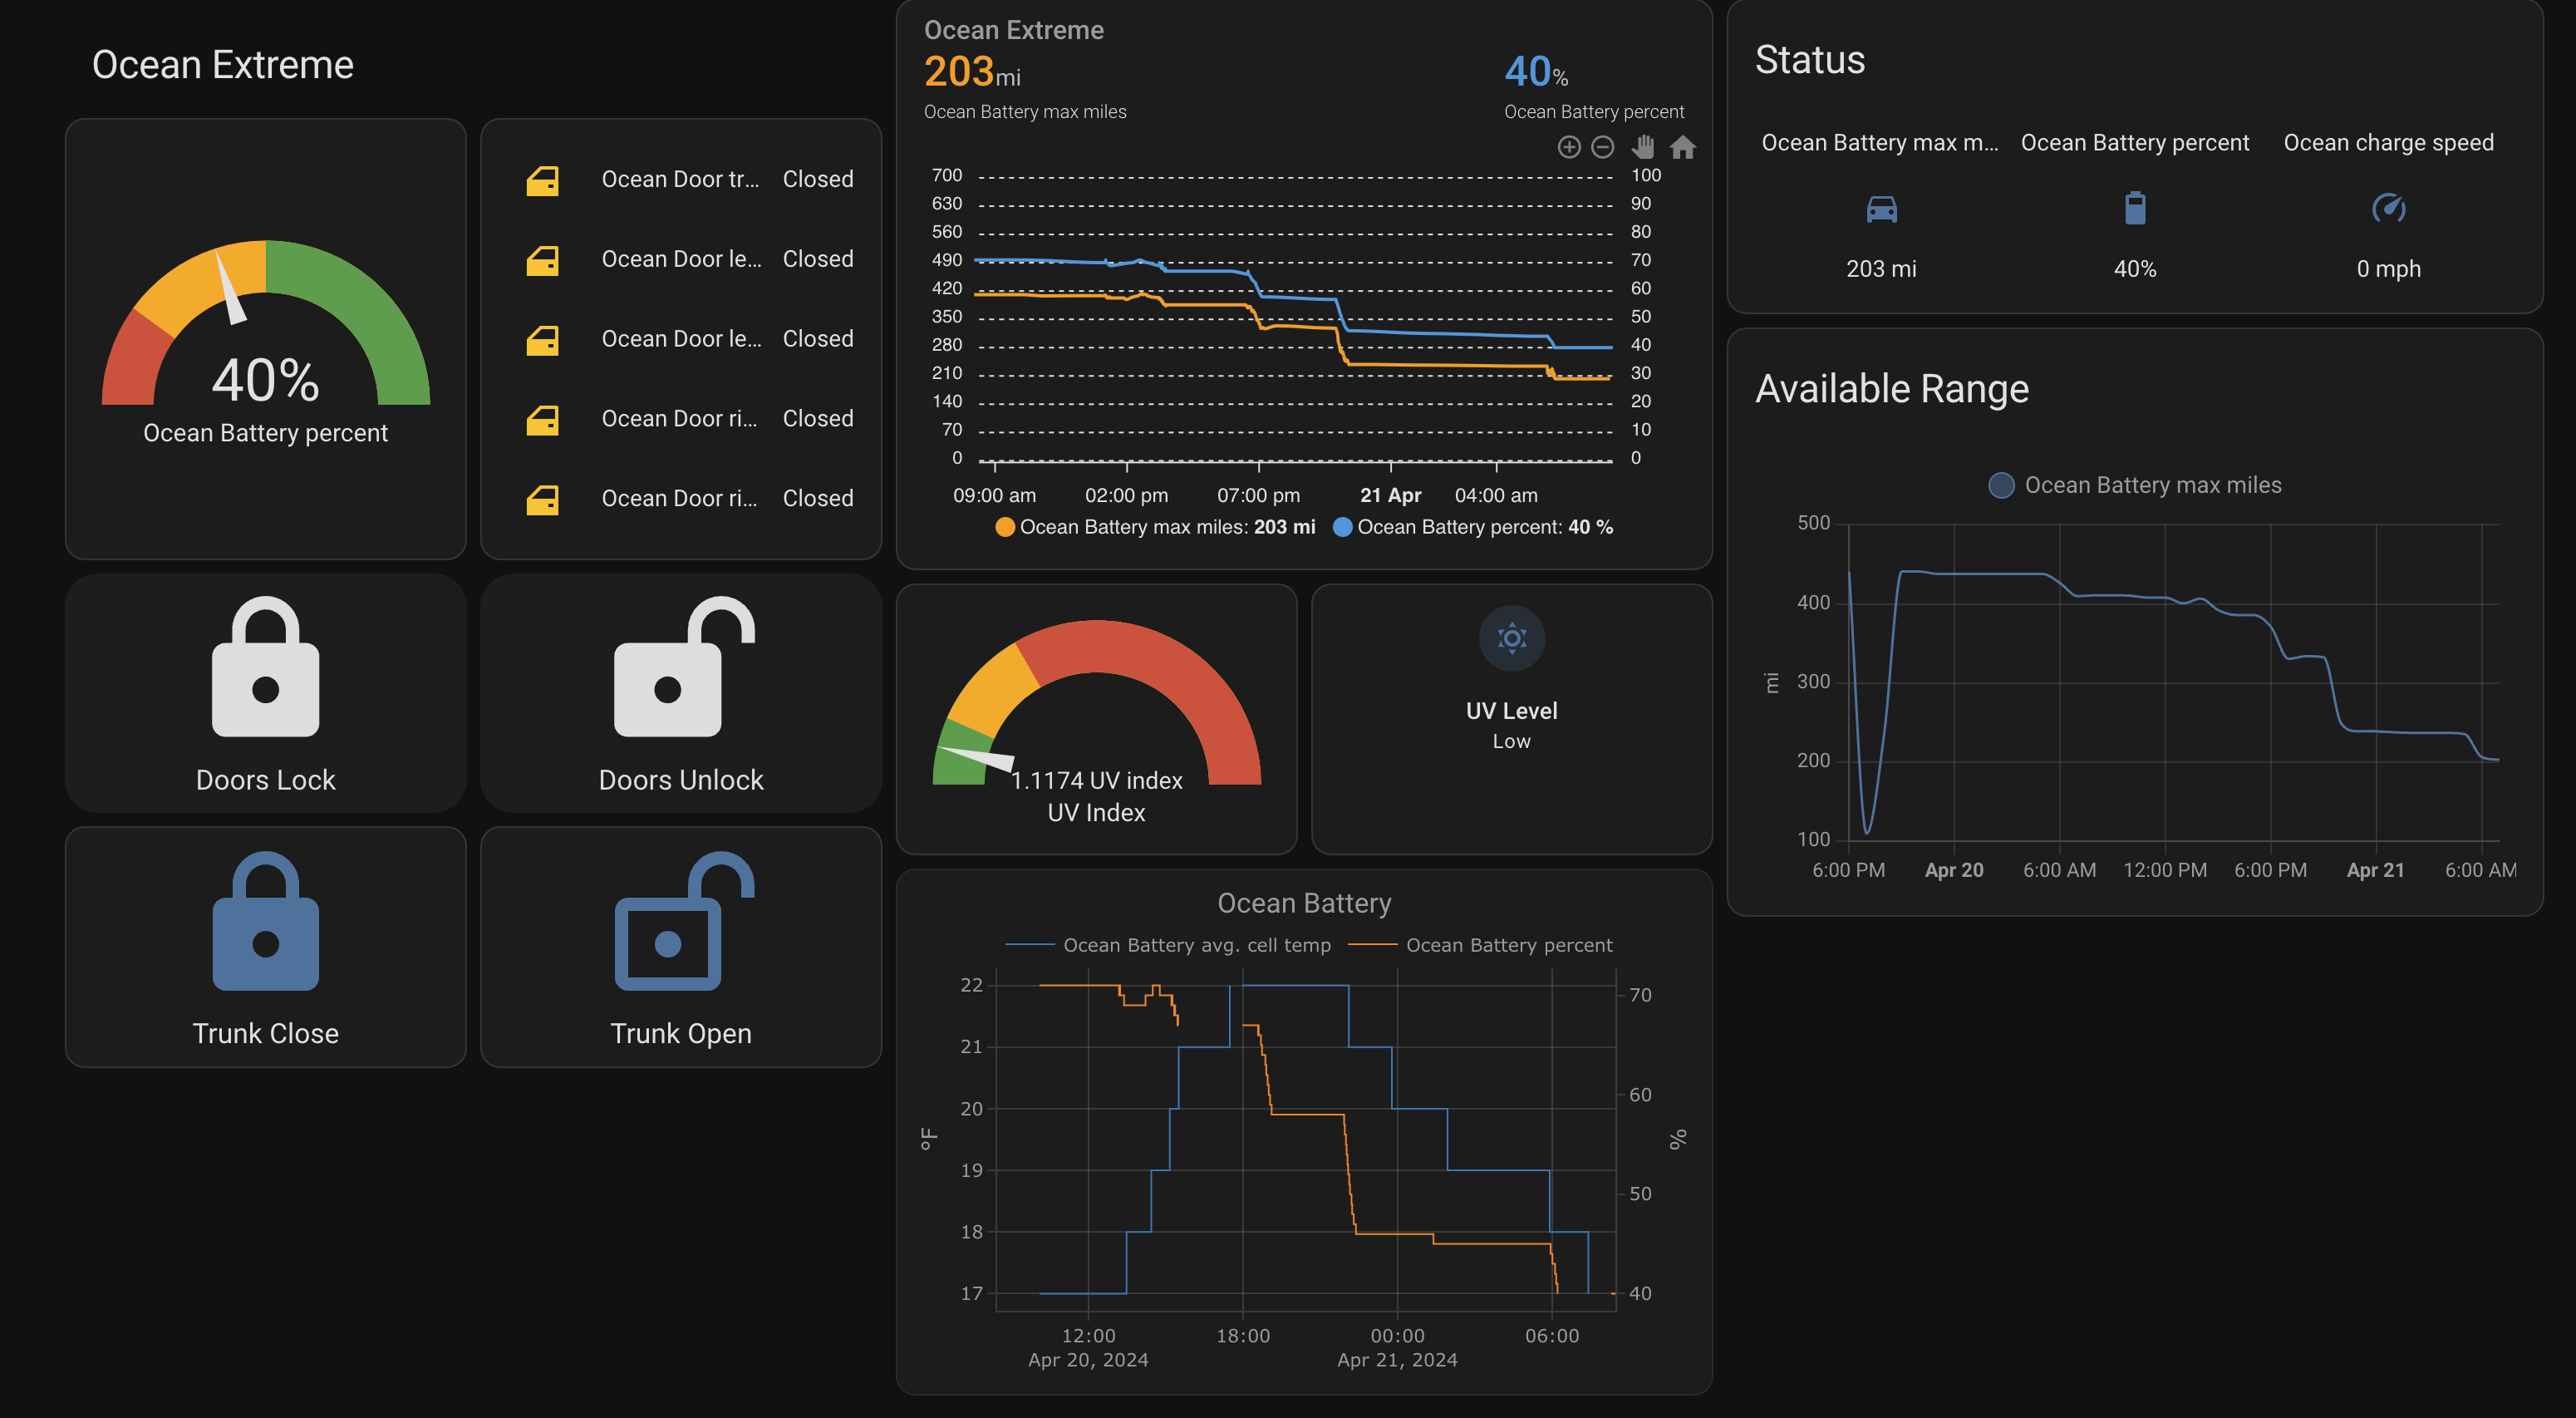 Ocean Extreme
40%
Ocean Battery percent
Ocean Door tr... Closed
Ocean Door le... Closed
Ocean Door le... Closed
Ocean Door ri... Closed
Ocean Door ri... Closed
Doors Lock
Doors Unlock
Trunk Close
Trunk Open
Ocean Extreme
203mi 40%
Ocean Battery max miles Ocean Battery percent
700 100
630 90
560 80
490 70
420 60
350 50
280 40
210 30
140 20
70 10
0 0
09:00 am 02:00 pm 07:00 pm 21 Apr 04:00 am
Ocean Battery max miles: 203 mi Ocean Battery percent: 40 %
1.1174 UV index
UV Index
UV Level
Low
Ocean Battery
Ocean Battery avg. cell temp Ocean Battery percent
22 70
21
20 60
°F %
19
50
18
17 40
12:00 18:00 00:00 06:00
Apr 20, 2024 Apr 21, 2024
Status
Ocean Battery max m... Ocean Battery percent Ocean charge speed
203 mi 40% 0 mph
Available Range
Ocean Battery max miles
500
400
mi 300
200
100
6:00 PM Apr 20 6:00 AM 12:00 PM 6:00 PM Apr 21 6:00 AM